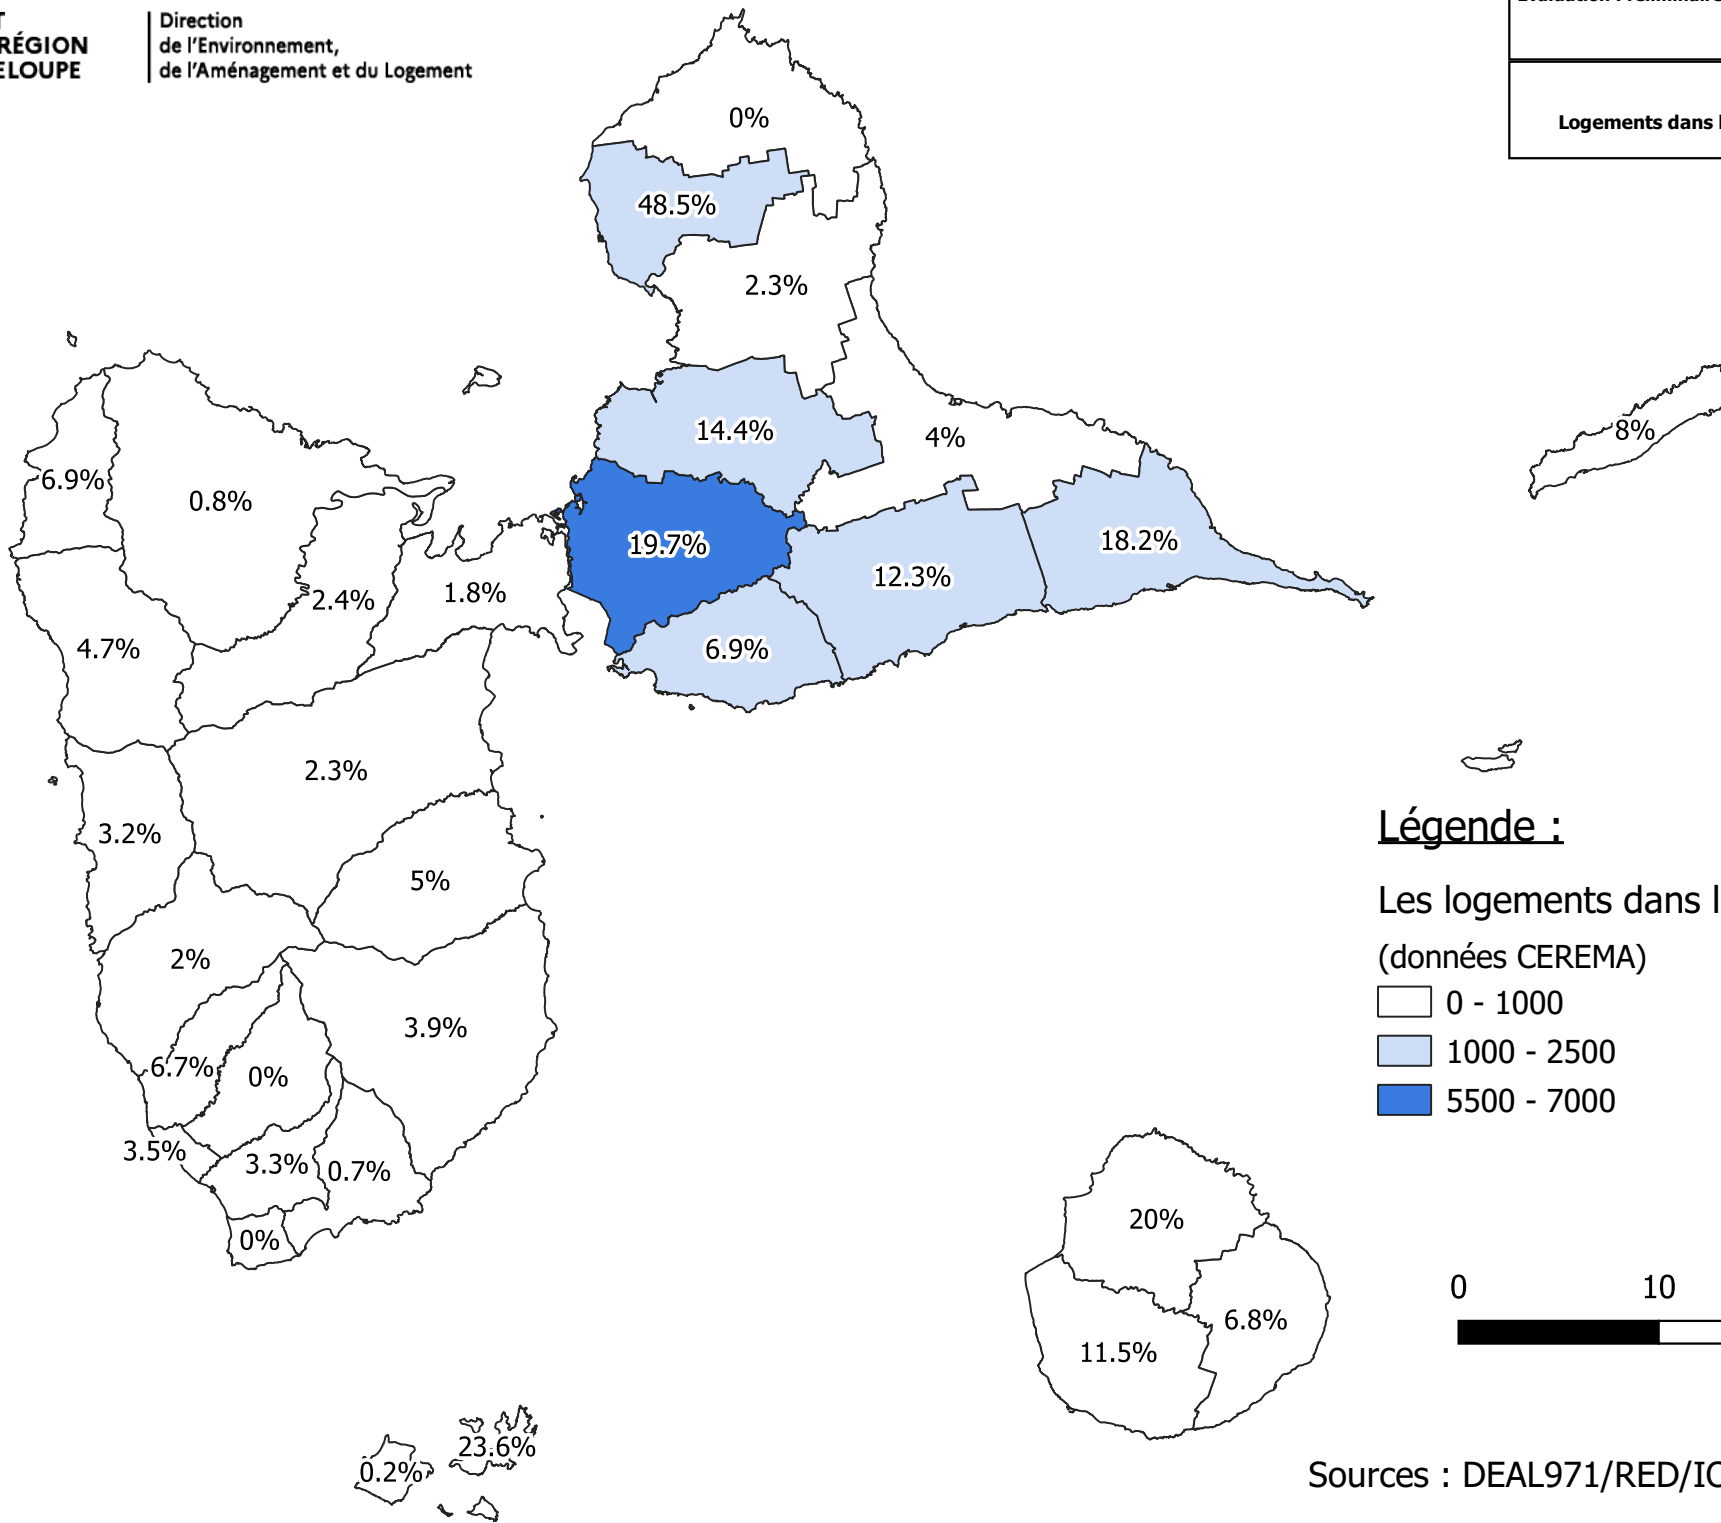 RÉGION
Direction
de l'Environnement,
de l'Aménagement et du Logement
Logements dans
0%
48.5%
2.3%
14.4%
4%
8%
6.9%
0.8%
19.7%
18.2%
12.3%
2.4%
1.8%
4.7%
6.9%
2.3%
3.2%
5%
2%
3.9%
6.7%
0%
3.5%
3.3%
0.7%
0%
20%
6.8%
11.5%
23.6%
0.2%
Légende :
Les logements dans l
(données CEREMA)
0 - 1000
1000 - 2500
5500 - 7000
0 10
Sources : DEAL971/RED/